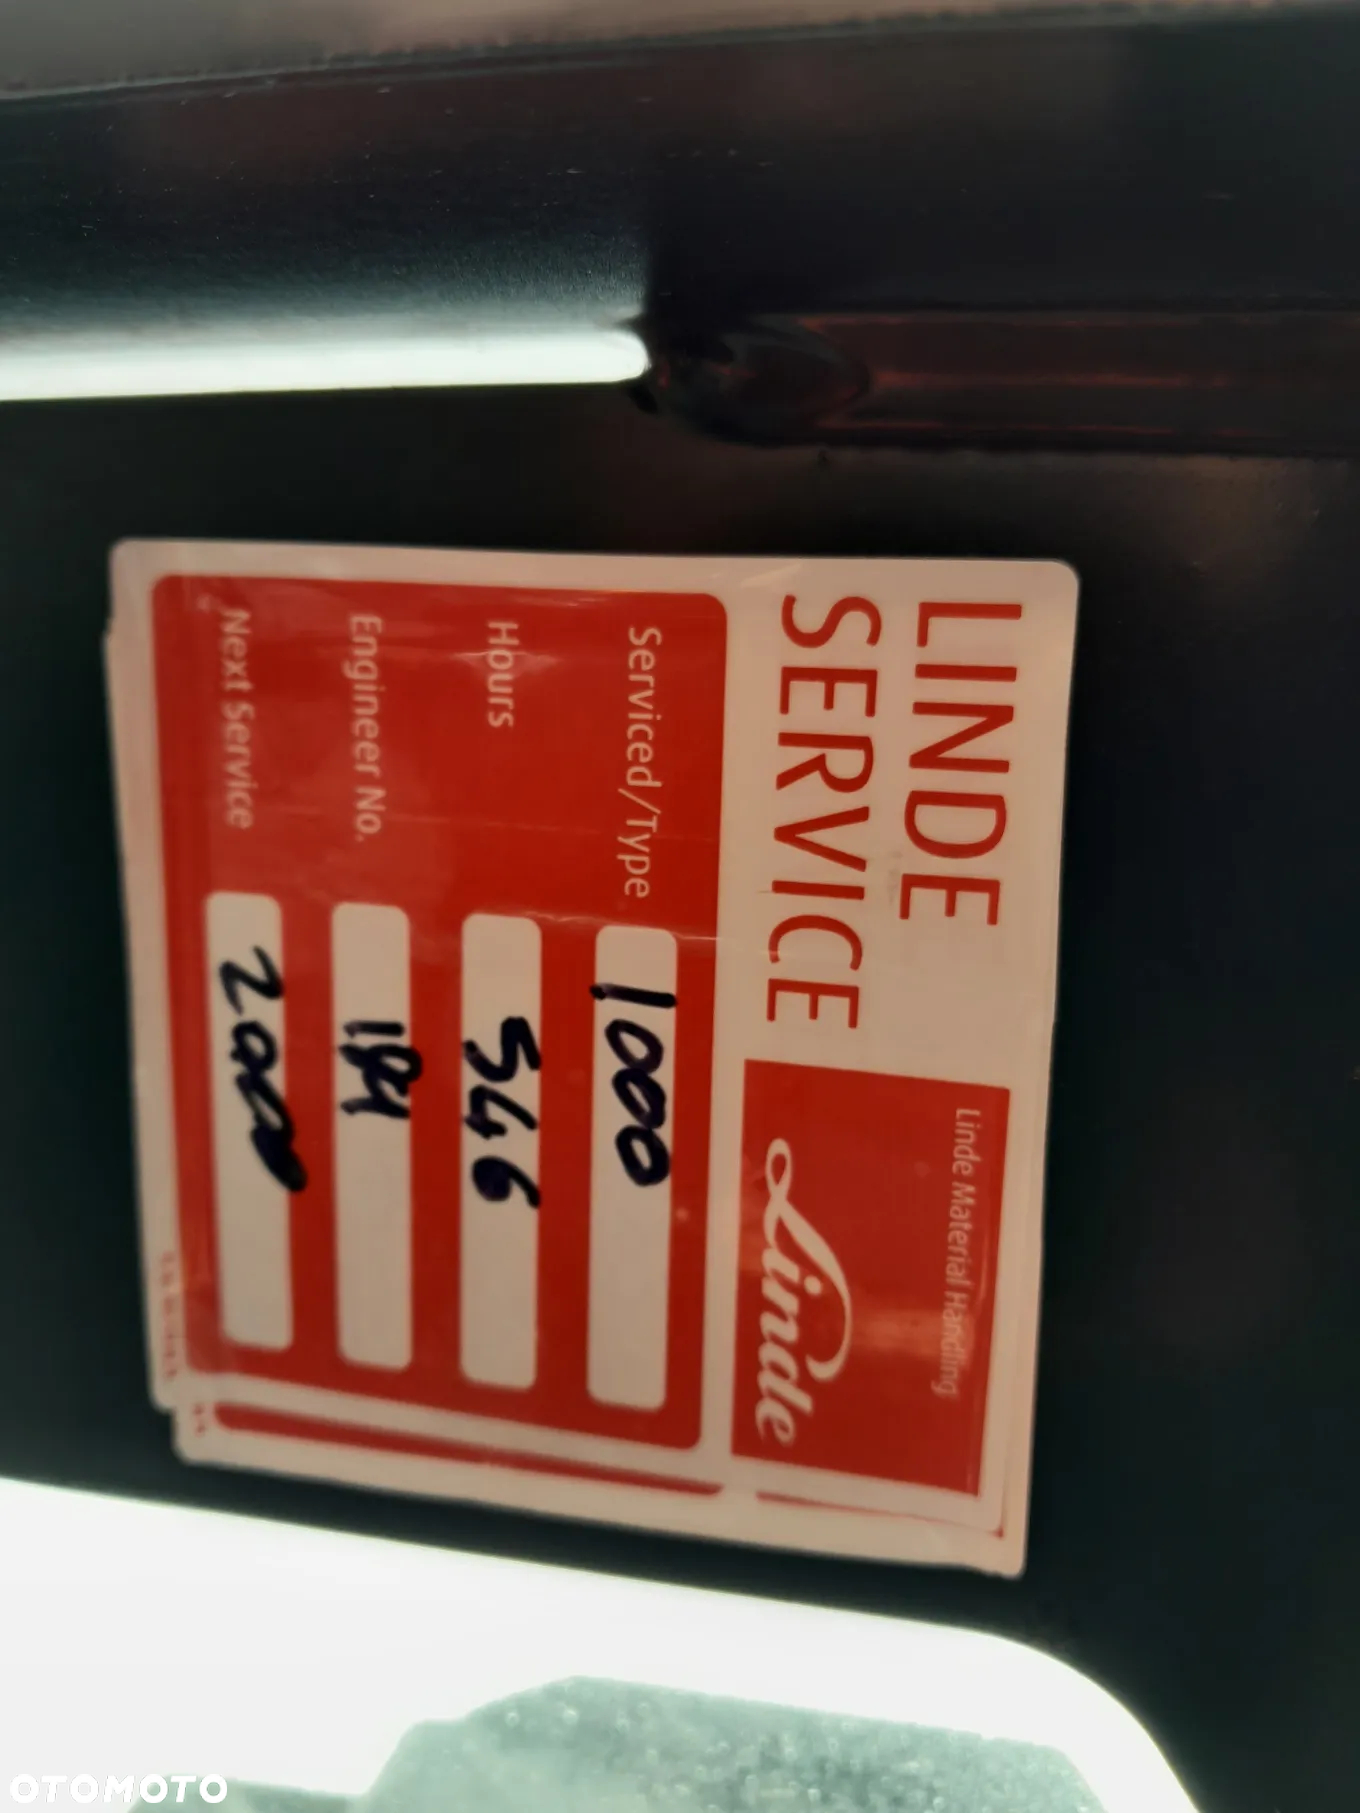 LINDE
SERVICE
Linde Material Handling
Linde
Serviced/Type 1000
Hours 546
Engineer No. 184
Next Service 2000
OTOMOTO